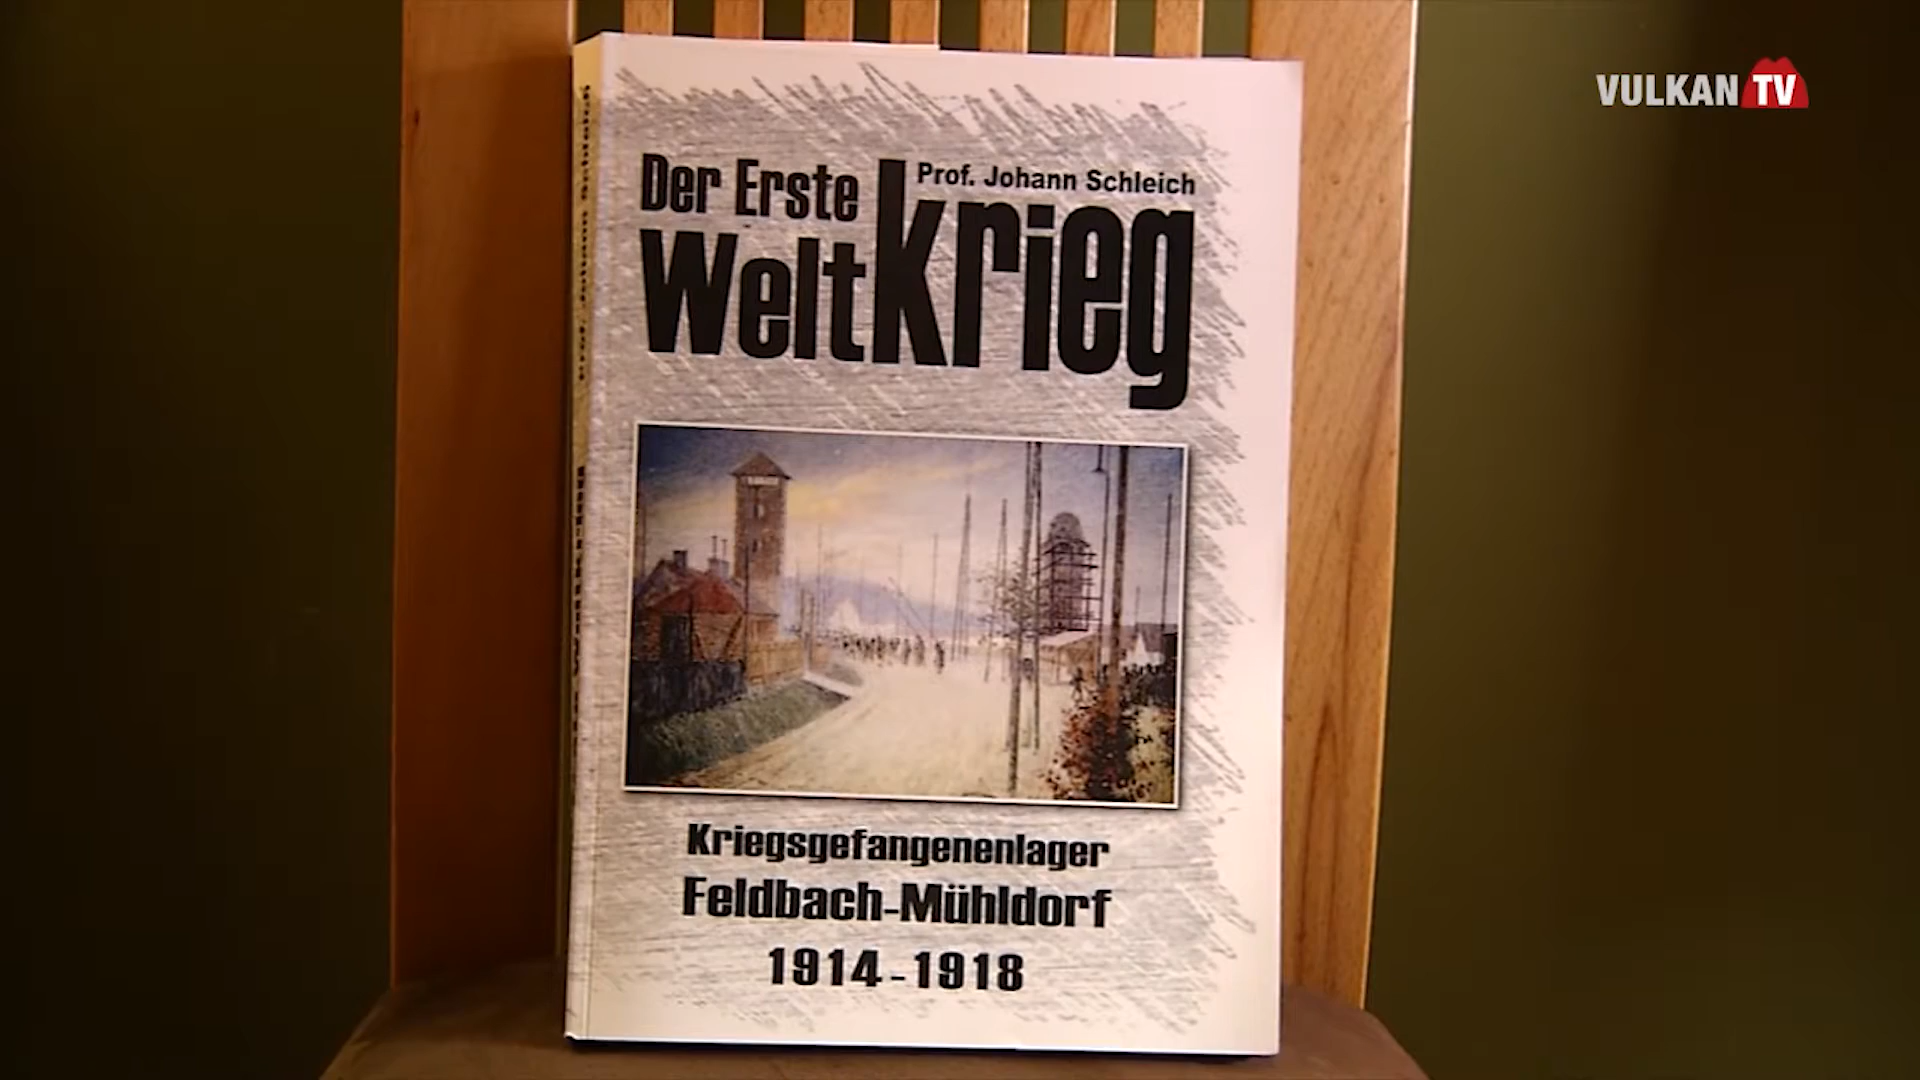 VULKAN TV
Prof. Johann Schleich
Der Erste
Weltkrieg
Kriegsgefangenenlager
Feldbach-Mühldorf
1914-1918